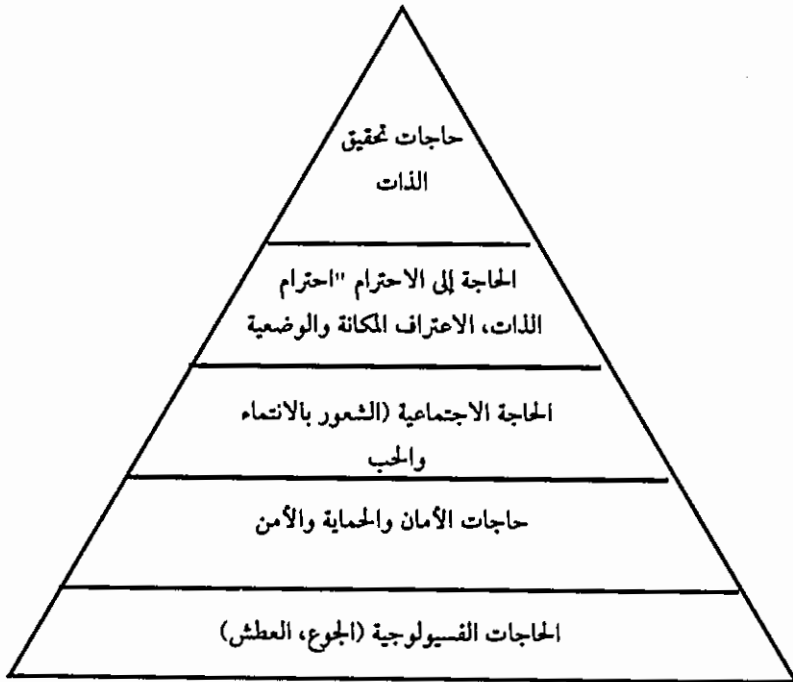 حاجات تحقيق
الذات
الحاجة إلى الاحترام "احترام
الذات، الاعتراف المكانة والوضعية
الحاجة الاجتماعية (الشعور بالانتماء
والحب
حاجات الأمان والحماية والأمن
الحاجات الفسيولوجية (الجوع، العطش)